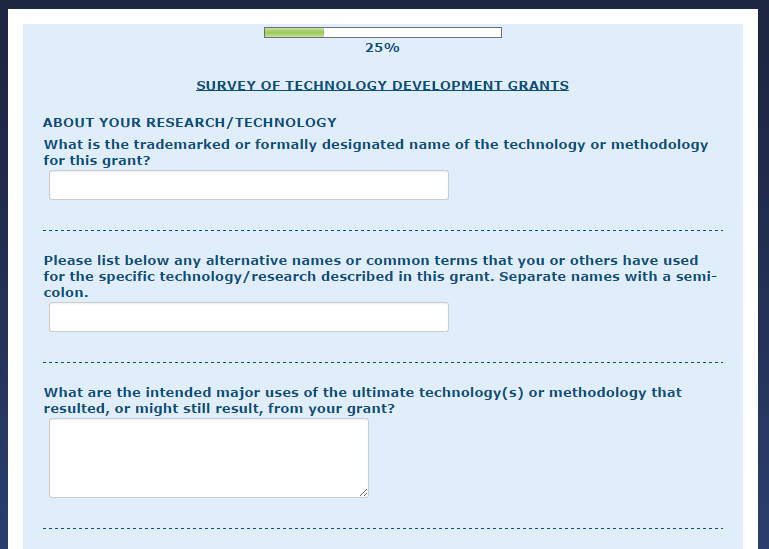 25%
SURVEY OF TECHNOLOGY DEVELOPMENT GRANTS
ABOUT YOUR RESEARCH/TECHNOLOGY
What is the trademarked or formally designated name of the technology or methodology
for this grant?
Please list below any alternative names or common terms that you or others have used
for the specific technology/research described in this grant. Separate names with a semi-
colon.
What are the intended major uses of the ultimate technology(s) or methodology that
resulted, or might still result, from your grant?